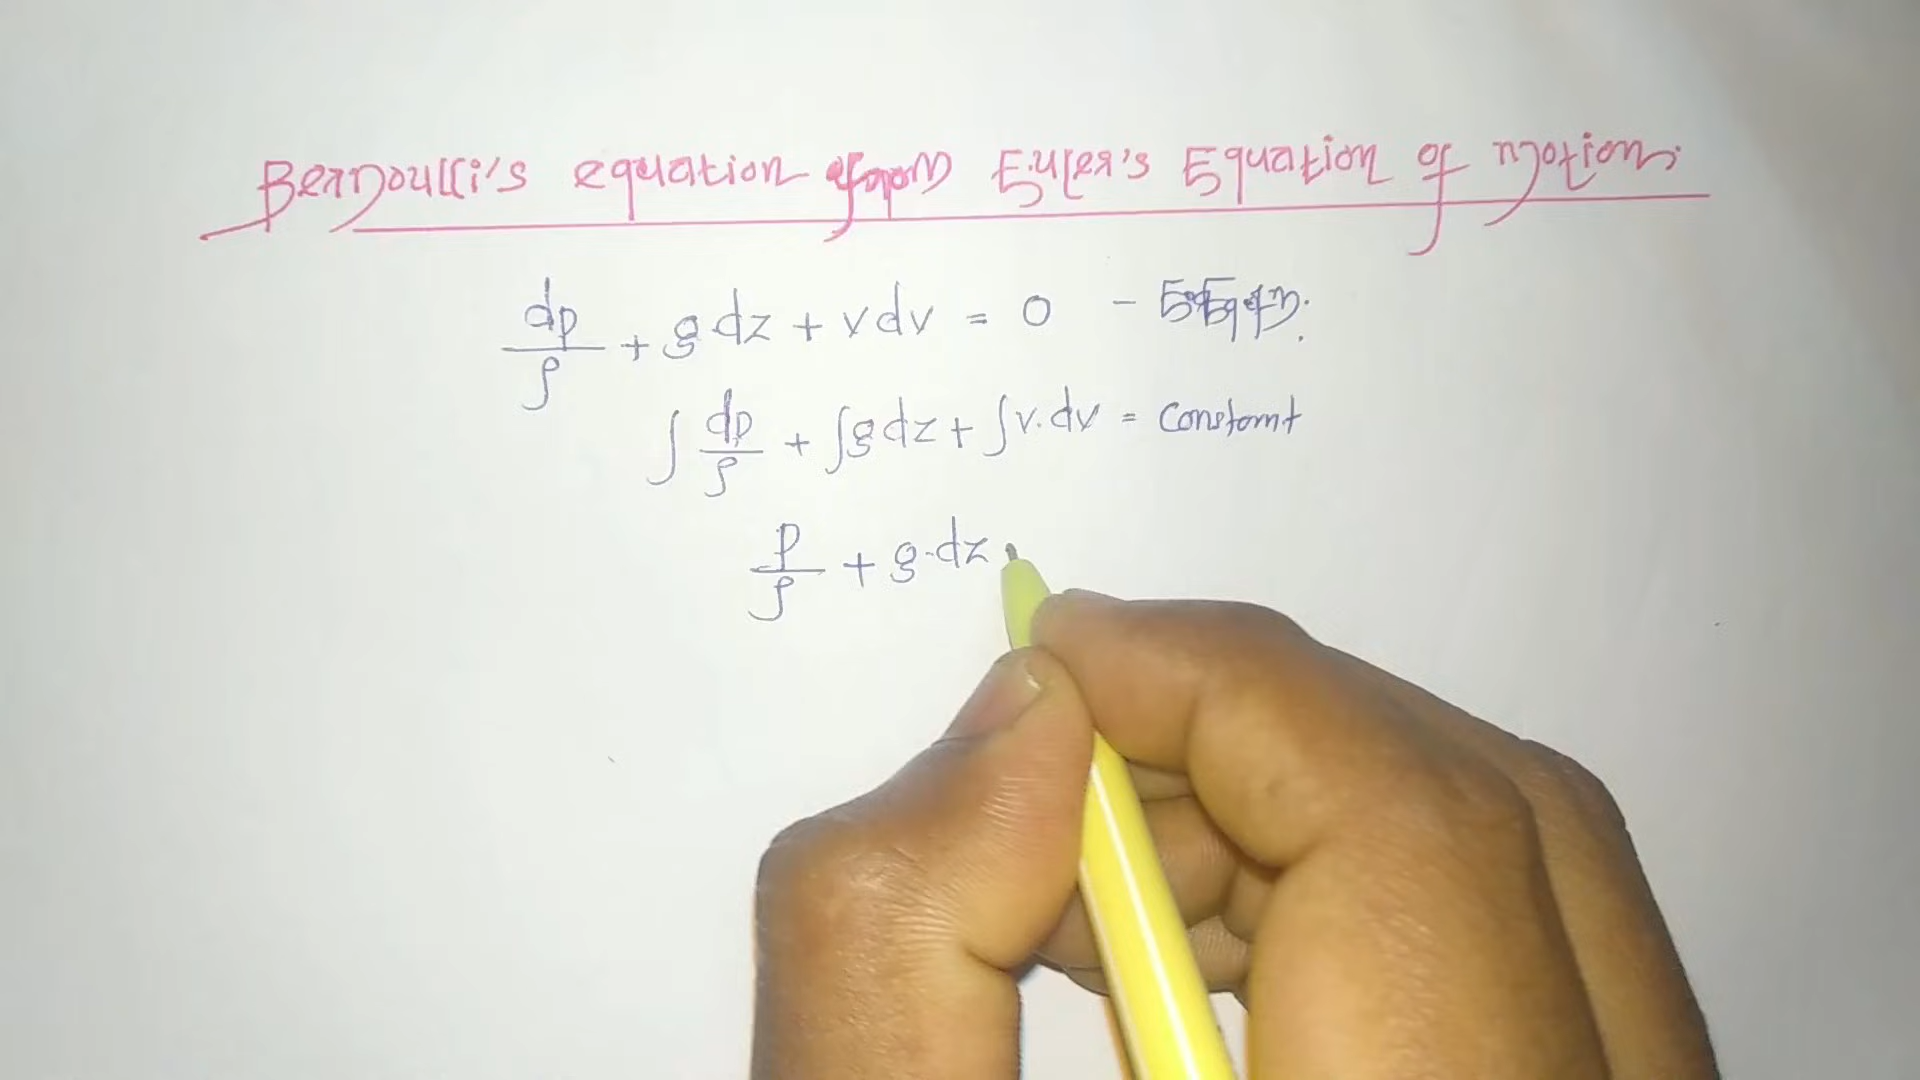 Bernoulli's equation from Euler's Equation of motion.
dp/ρ + g dz + v dv = 0 -
∫ dp/ρ + ∫ g dz + ∫ v. dv = constant
p/ρ + g.dz